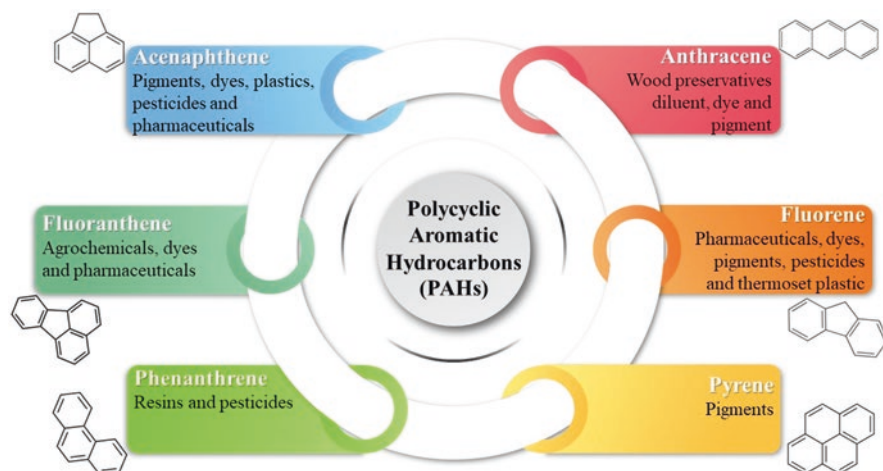 Acenaphthene
Pigments, dyes, plastics,
pesticides and
pharmaceuticals
Anthracene
Wood preservatives
diluent, dye and
pigment
Fluoranthene
Agrochemicals, dyes
and pharmaceuticals
Polycyclic
Aromatic
Hydrocarbons
(PAHs)
Fluorene
Pharmaceuticals, dyes,
pigments, pesticides
and thermoset plastic
Phenanthrene
Resins and pesticides
Pyrene
Pigments